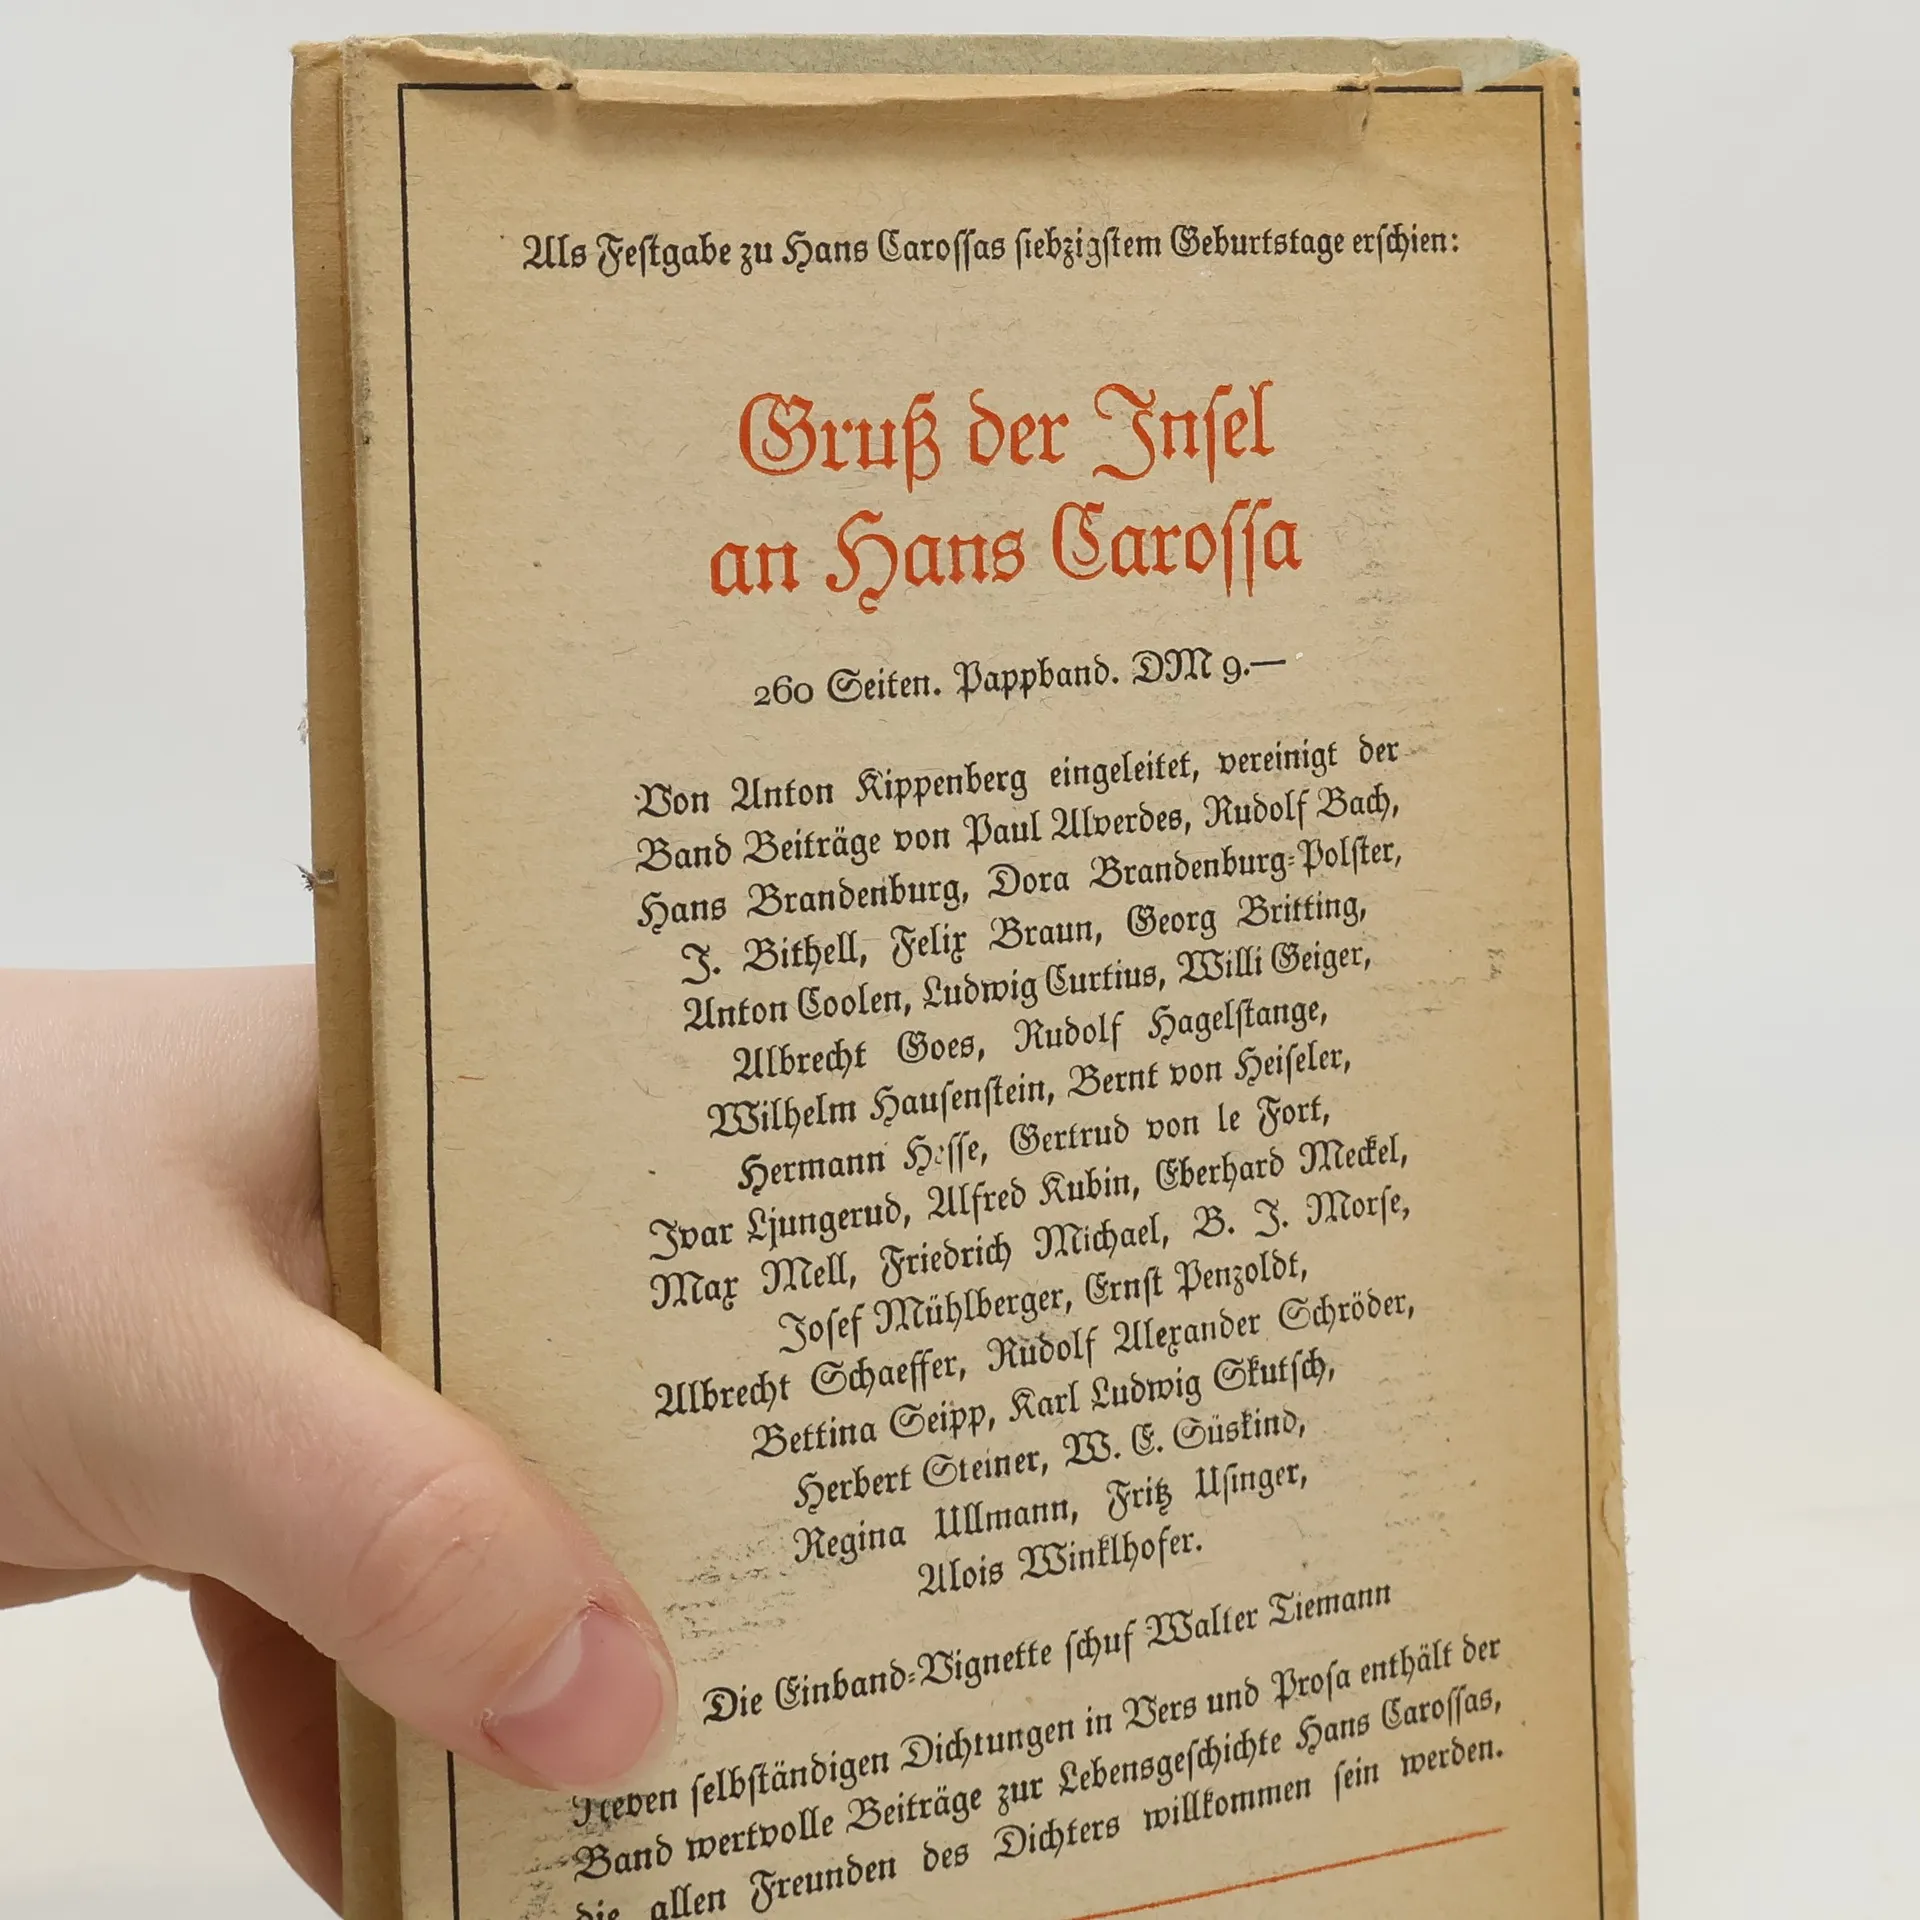 Als Festgabe zu Hans Carossas siebzigstem Geburtstage erschien:
Gruß der Insel
an Hans Carossa
260 Seiten. Pappband. DM 9.—
Von Anton Kippenberg eingeleitet, vereinigt der
Band Beiträge von Paul Alverdes, Rudolf Bach,
Hans Brandenburg, Dora Brandenburg-Polster,
J. Bithell, Felix Braun, Georg Britting,
Anton Coolen, Ludwig Curtius, Willi Geiger,
Albrecht Goes, Rudolf Hagelstange,
Wilhelm Hausenstein, Bernt von Heiseler,
Hermann Hesse, Gertrud von le Fort,
Ivar Ljungerud, Alfred Kubin, Eberhard Meckel,
Max Mell, Friedrich Michael, B. J. Morse,
Josef Mühlberger, Ernst Penzoldt,
Albrecht Schaeffer, Rudolf Alexander Schröder,
Bettina Seipp, Karl Ludwig Skutsch,
Herbert Steiner, W. E. Süskind,
Regina Ullmann, Fritz Usinger,
Alois Winklhofer.
Die Einband-Vignette schuf Walter Tiemann
Neben selbständigen Dichtungen in Vers und Prosa enthält der
Band wertvolle Beiträge zur Lebensgeschichte Hans Carossas,
die allen Freunden des Dichters willkommen sein werden.